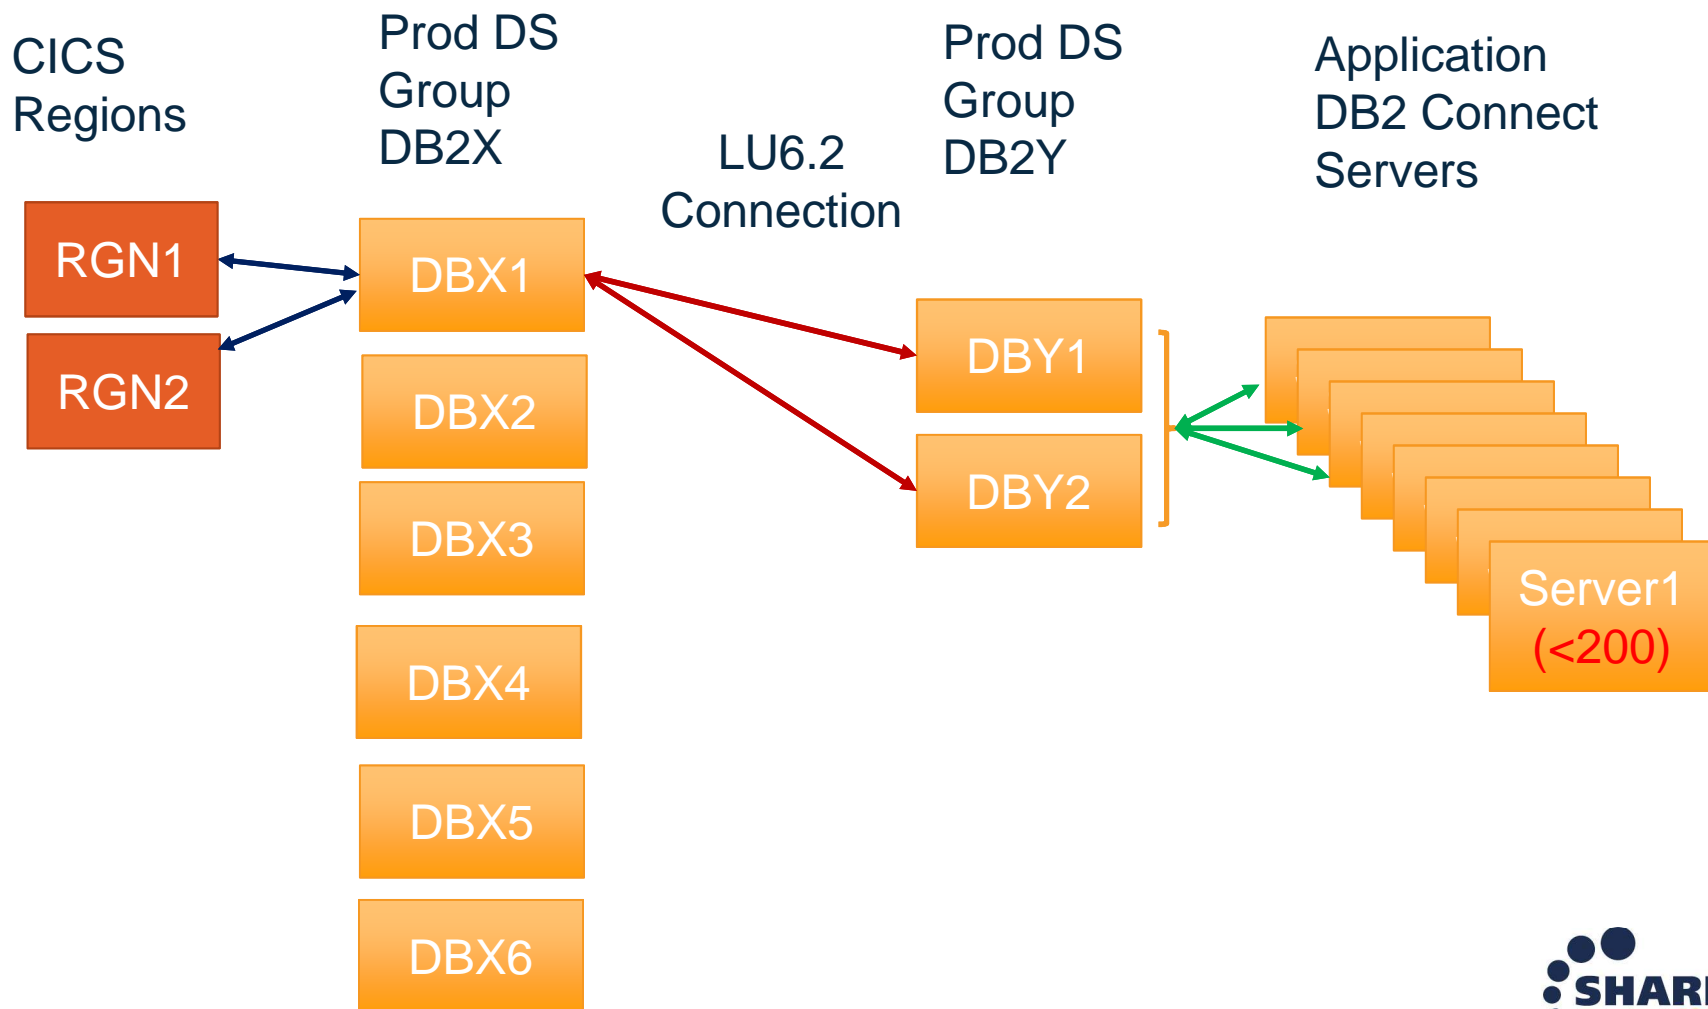 CICS
Regions
Prod DS
Group
DB2X
LU6.2
Connection
Prod DS
Group
DB2Y
Application
DB2 Connect
Servers
RGN1
RGN2
DBX1
DBX2
DBX3
DBX4
DBX5
DBX6
DBY1
DBY2
Server1
(<200)